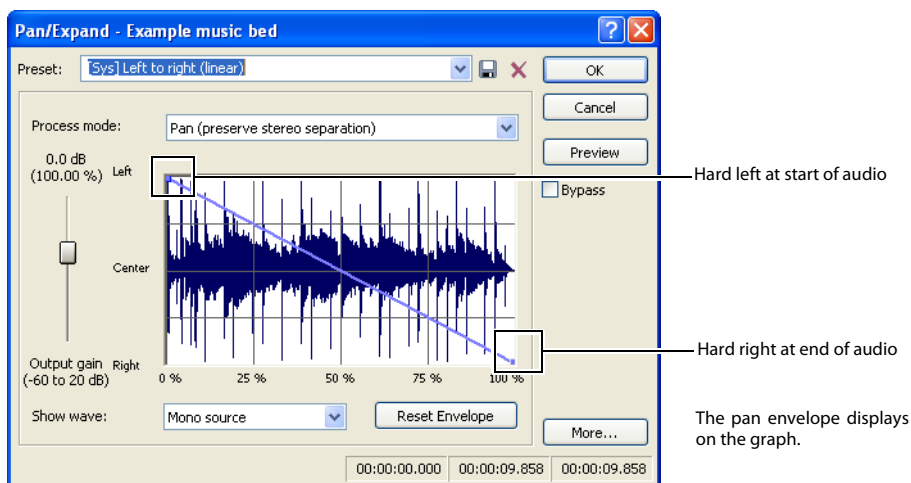 Pan/Expand - Example music bed
Preset:
[Sys] Left to right (linear)
OK
Cancel
Process mode:
Pan (preserve stereo separation)
Preview
Hard left at start of audio
0.0 dB
(100.00 %)
Left
Bypass
Center
Hard right at end of audio
Output gain
(-60 to 20 dB)
Right
0 %
25 %
50 %
75 %
100 %
Show wave:
Mono source
Reset Envelope
More...
The pan envelope displays
on the graph.
00:00:00.000
00:00:09.858
00:00:09.858